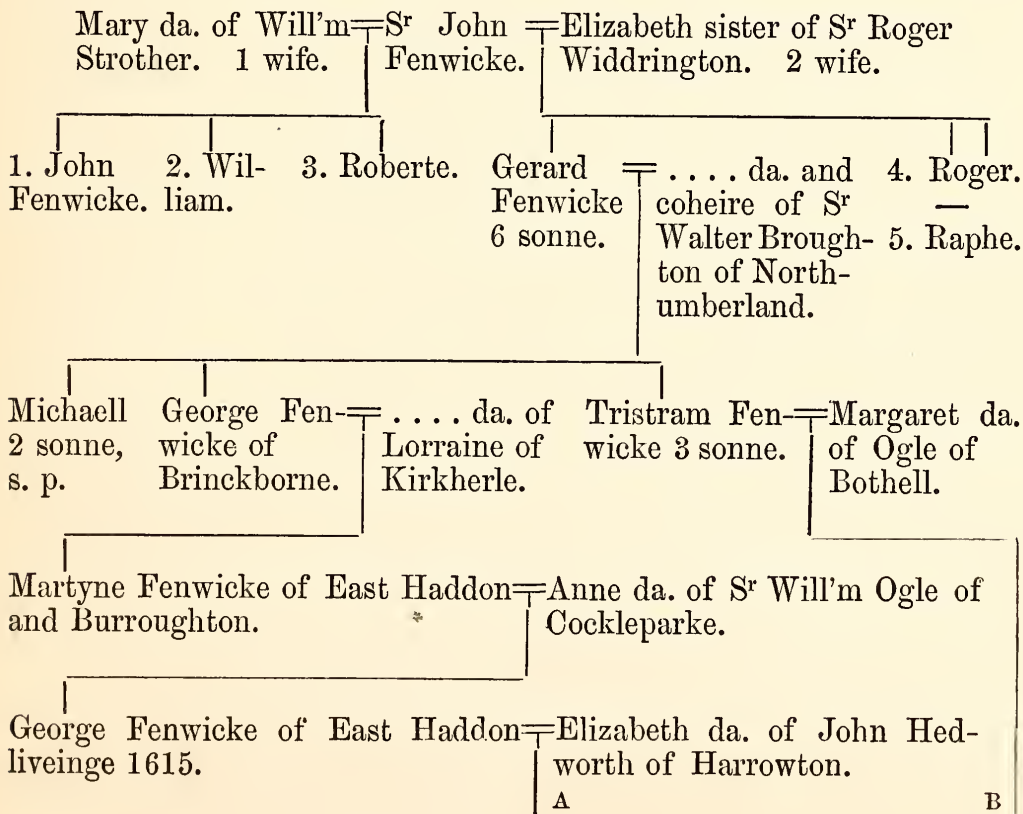 Mary da. of Will'm Sʳ John Elizabeth sister of Sʳ Roger
Strother. 1 wife. Fenwicke. Widdrington. 2 wife.
1. John 2. Wil- 3. Roberte. Gerard .... da. and 4. Roger.
Fenwicke. liam. Fenwicke coheire of Sʳ —
6 sonne. Walter Brough- 5. Raphe.
ton of North-
umberland.
Michaell George Fen- .... da. of Tristram Fen- Margaret da.
2 sonne, wicke of Lorraine of wicke 3 sonne. of Ogle of
s. p. Brinckborne. Kirkherle. Bothell.
Martyne Fenwicke of East Haddon Anne da. of Sʳ Will'm Ogle of
and Burroughton. Cockleparke.
George Fenwicke of East Haddon Elizabeth da. of John Hed-
liveinge 1615. worth of Harrowton.
A B